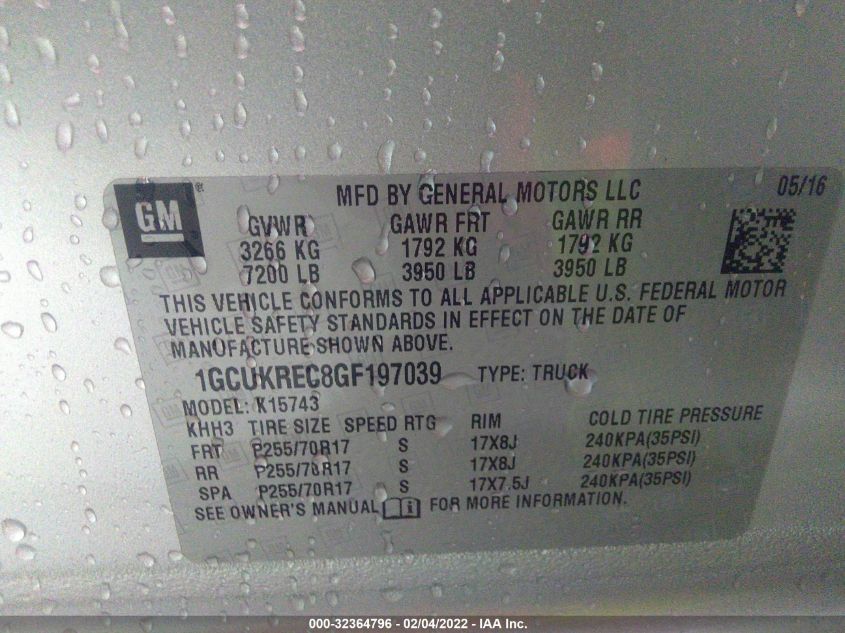 GM ® MFD BY GENERAL MOTORS LLC 05/16
GVWR GAWR FRT GAWR RR
3266 KG 1792 KG 1792 KG
7200 LB 3950 LB 3950 LB
THIS VEHICLE CONFORMS TO ALL APPLICABLE U.S. FEDERAL MOTOR
VEHICLE SAFETY STANDARDS IN EFFECT ON THE DATE OF
MANUFACTURE SHOWN ABOVE.
1GCUKREC8GF197039 TYPE: TRUCK
MODEL: K15743
KHH3 TIRE SIZE SPEED RTG RIM COLD TIRE PRESSURE
FRT P255/70R17 S 17X8J 240KPA(35PSI)
RR P255/70R17 S 17X8J 240KPA(35PSI)
SPA P255/70R17 S 17X7.5J 240KPA(35PSI)
SEE OWNER'S MANUAL i FOR MORE INFORMATION.
000-32364796 - 02/04/2022 - IAA Inc.